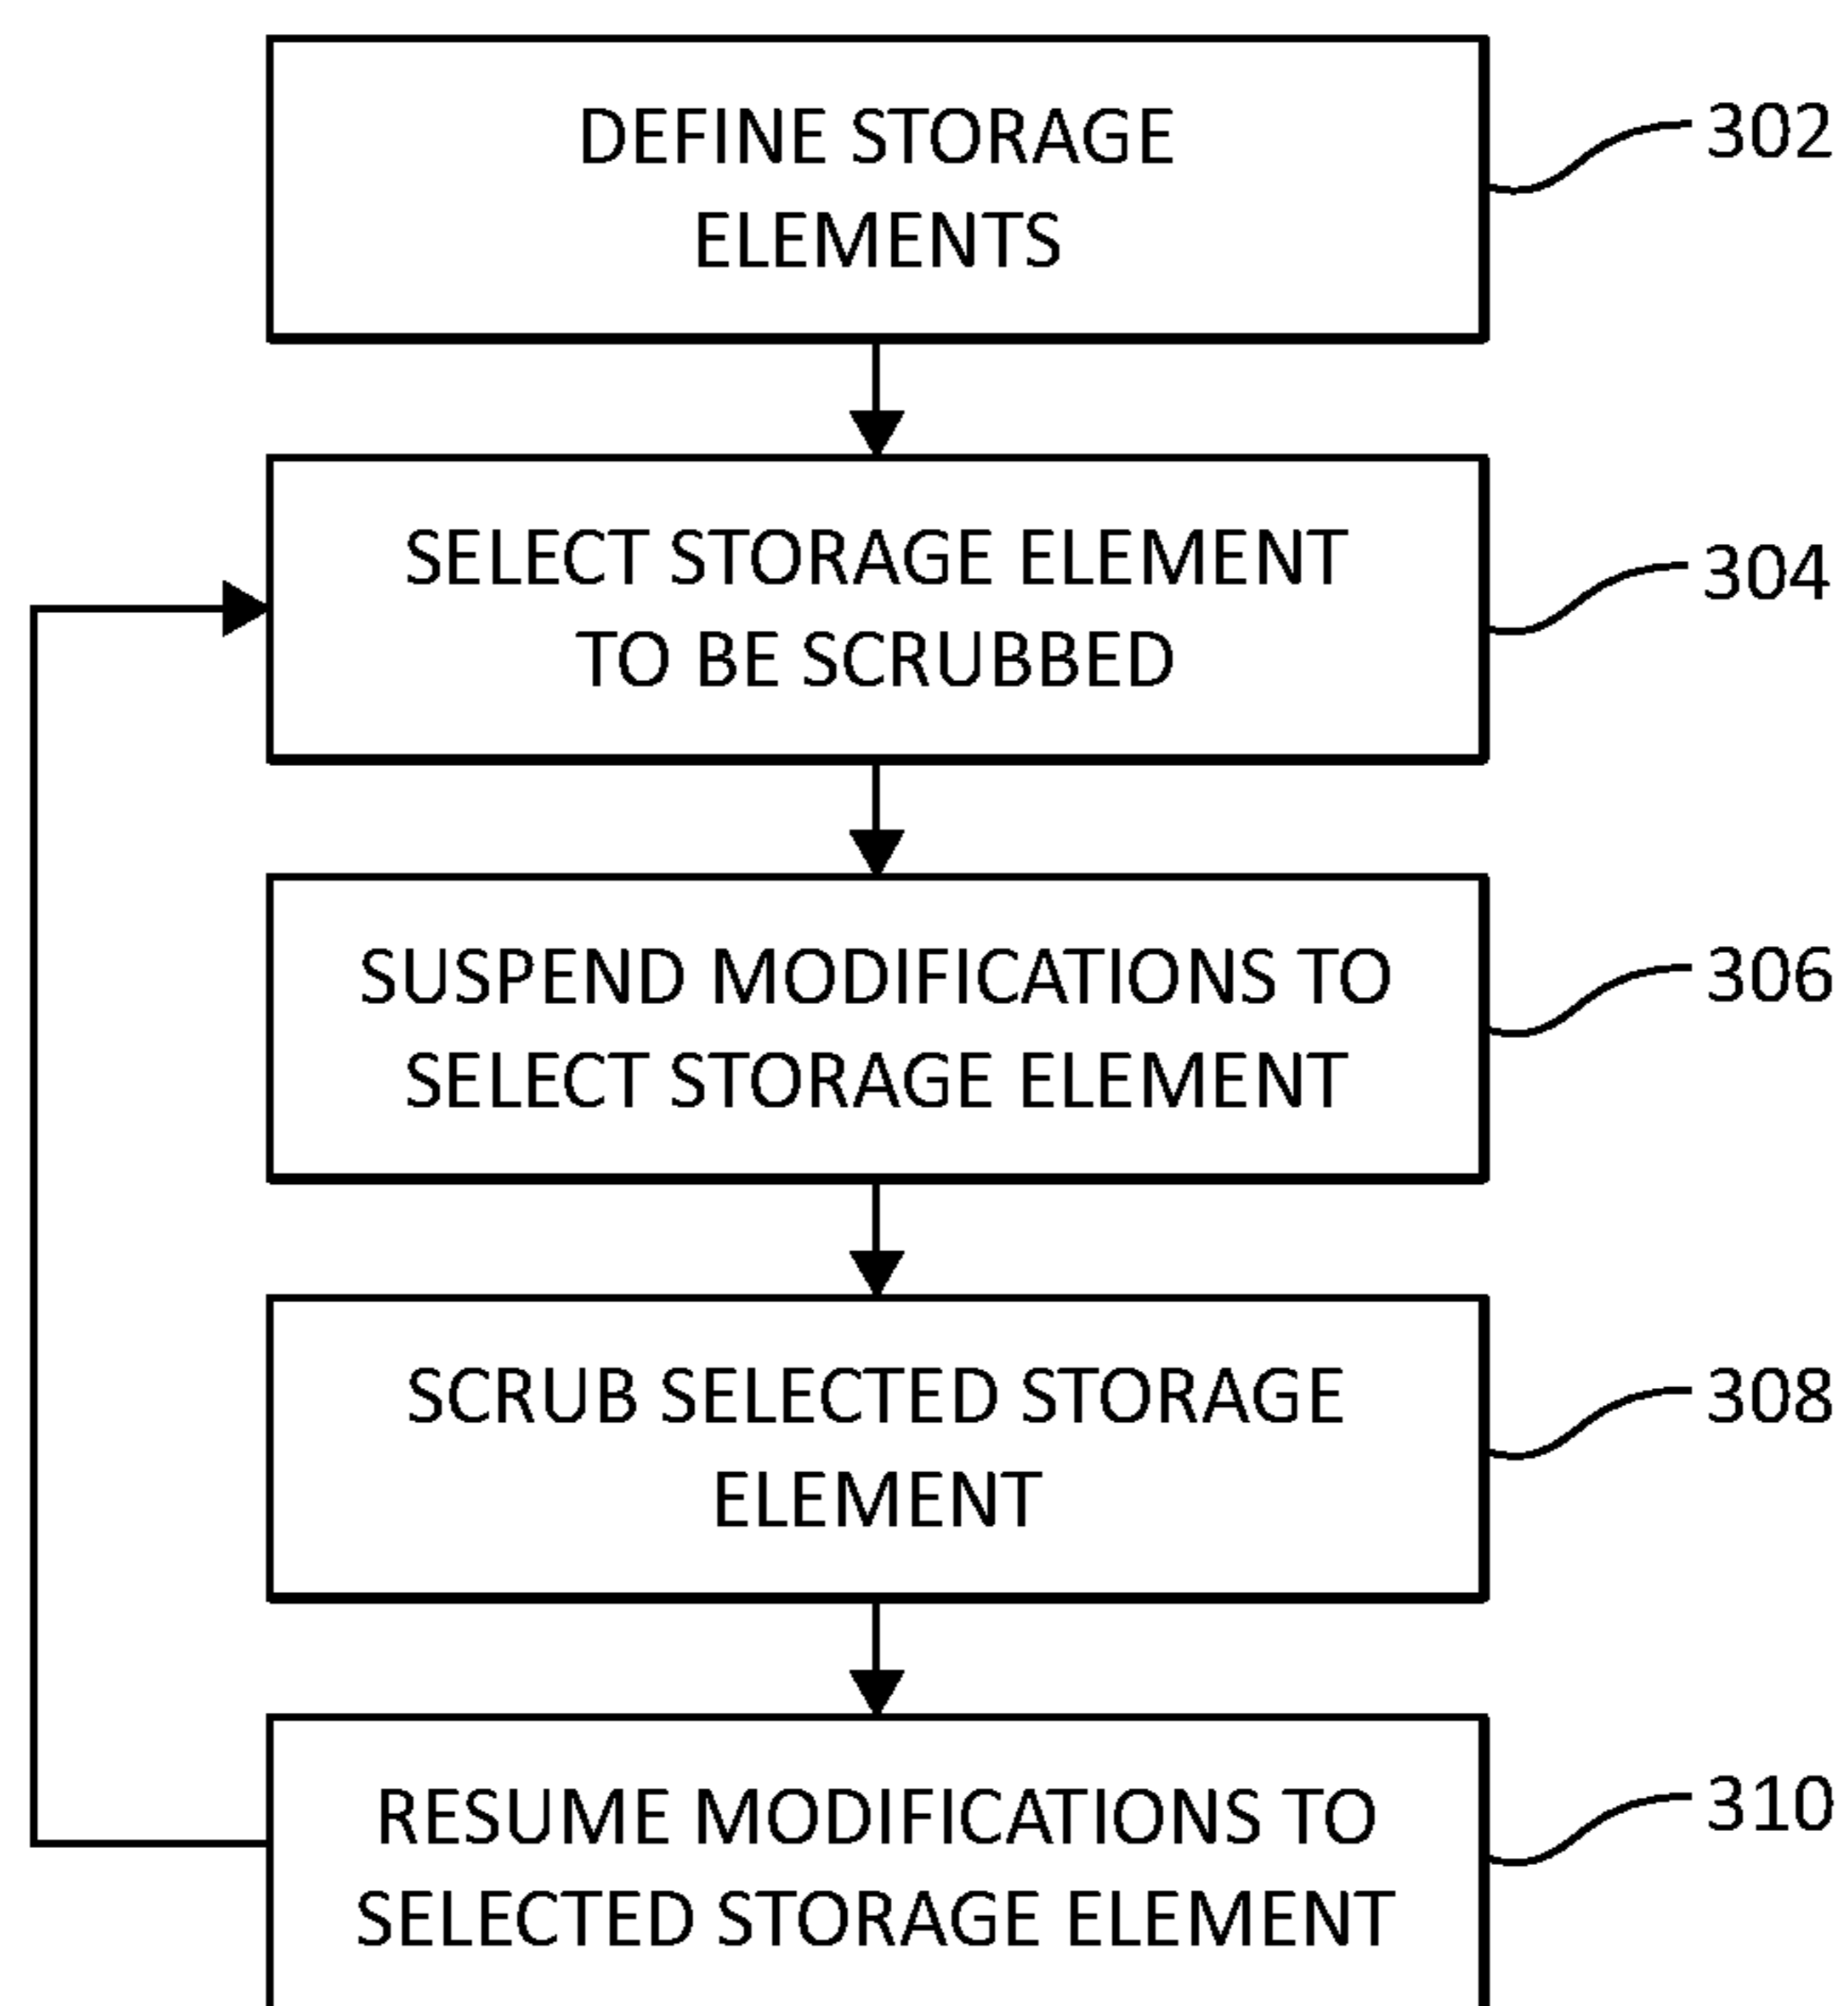 DEFINE STORAGE
ELEMENTS
302
SELECT STORAGE ELEMENT
TO BE SCRUBBED
304
SUSPEND MODIFICATIONS TO
SELECT STORAGE ELEMENT
306
SCRUB SELECTED STORAGE
ELEMENT
308
RESUME MODIFICATIONS TO
SELECTED STORAGE ELEMENT
310